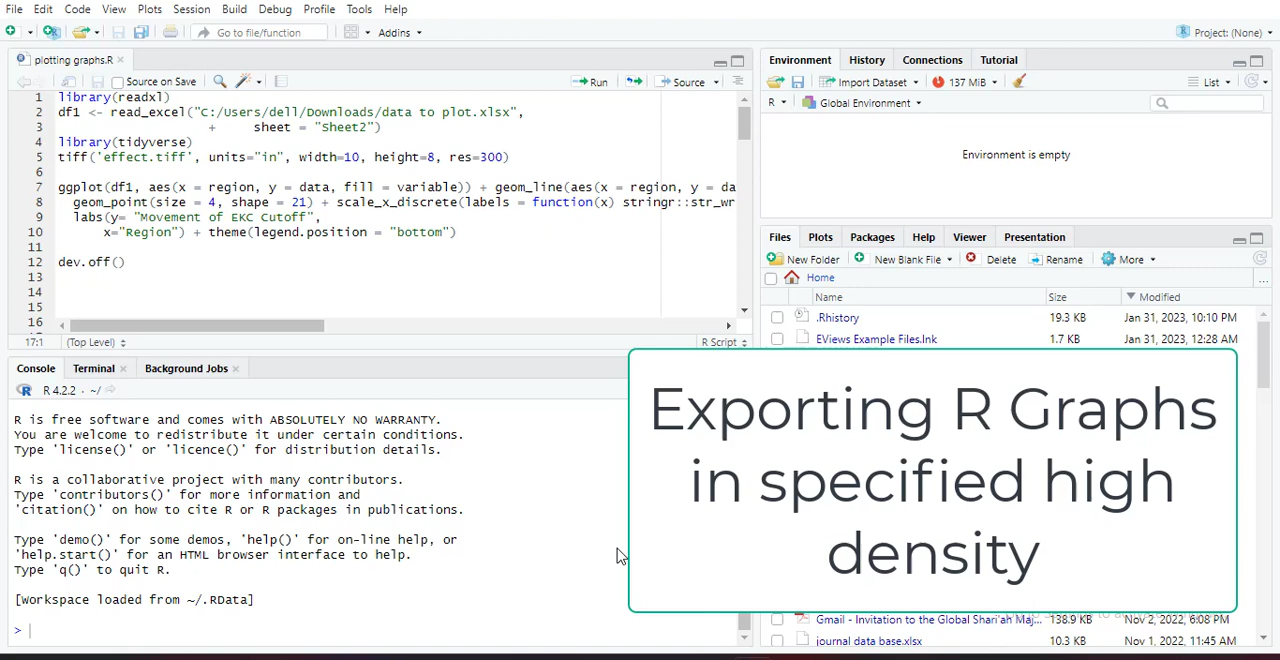 File Edit Code View Plots Session Build Debug Profile Tools Help
Go to file/function Addins Project: (None)
plotting graphs.R
Source on Save Run Source
1 library(readxl)
2 df1 <- read_excel("C:/Users/dell/Downloads/data to plot.xlsx",
3 + sheet = "Sheet2")
4 library(tidyverse)
5 tiff('effect.tiff', units="in", width=10, height=8, res=300)
6
7 ggplot(df1, aes(x = region, y = data, fill = variable)) + geom_line(aes(x = region, y = da
8 geom_point(size = 4, shape = 21) + scale_x_discrete(labels = function(x) stringr::str_wr
9 labs(y= "Movement of EKC Cutoff",
10 x="Region") + theme(legend.position = "bottom")
11
12 dev.off()
13
14
15
16
17:1 (Top Level) R Script
Console Terminal Background Jobs
R 4.2.2 · ~/
R is free software and comes with ABSOLUTELY NO WARRANTY.
You are welcome to redistribute it under certain conditions.
Type 'license()' or 'licence()' for distribution details.
R is a collaborative project with many contributors.
Type 'contributors()' for more information and
'citation()' on how to cite R or R packages in publications.
Type 'demo()' for some demos, 'help()' for on-line help, or
'help.start()' for an HTML browser interface to help.
Type 'q()' to quit R.
[Workspace loaded from ~/.RData]
>
Environment History Connections Tutorial
Import Dataset 137 MiB List
R Global Environment
Environment is empty
Files Plots Packages Help Viewer Presentation
New Folder New Blank File Delete Rename More
Home
Name Size Modified
.Rhistory 19.3 KB Jan 31, 2023, 10:10 PM
EViews Example Files.lnk 1.7 KB Jan 31, 2023, 12:28 AM
Exporting R Graphs
in specified high
density
Gmail - Invitation to the Global Shari'ah Maj... 138.9 KB Nov 2, 2022, 6:08 PM
journal data base.xlsx 10.3 KB Nov 1, 2022, 11:45 AM